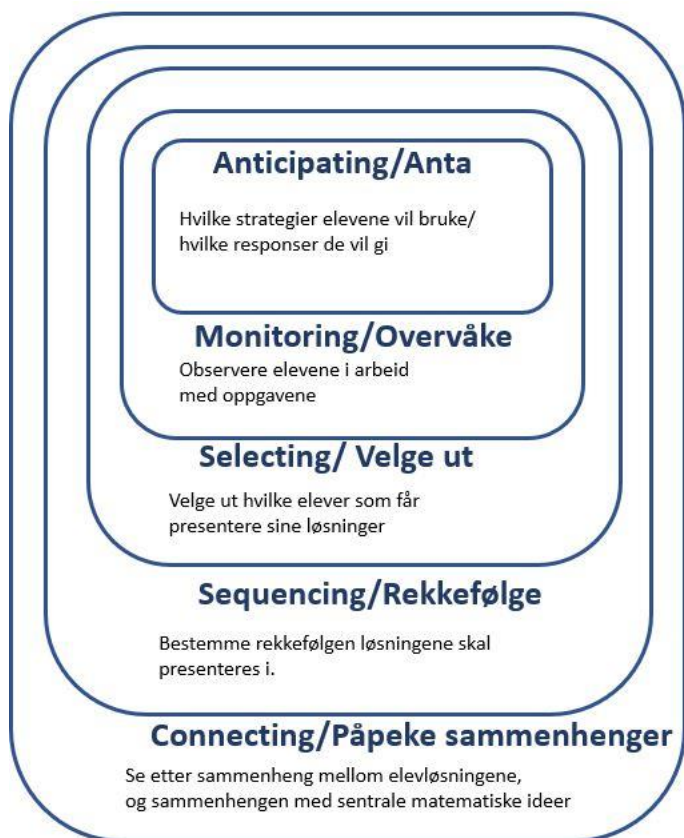 Anticipating/Anta
Hvilke strategier elevene vil bruke/
hvilke responser de vil gi
Monitoring/Overvåke
Observere elevene i arbeid
med oppgavene
Selecting/ Velge ut
Velge ut hvilke elever som får
presentere sine løsninger
Sequencing/Rekkefølge
Bestemme rekkefølgen løsningene skal
presenteres i.
Connecting/Påpeke sammenhenger
Se etter sammenheng mellom elevløsningene,
og sammenhengen med sentrale matematiske ideer